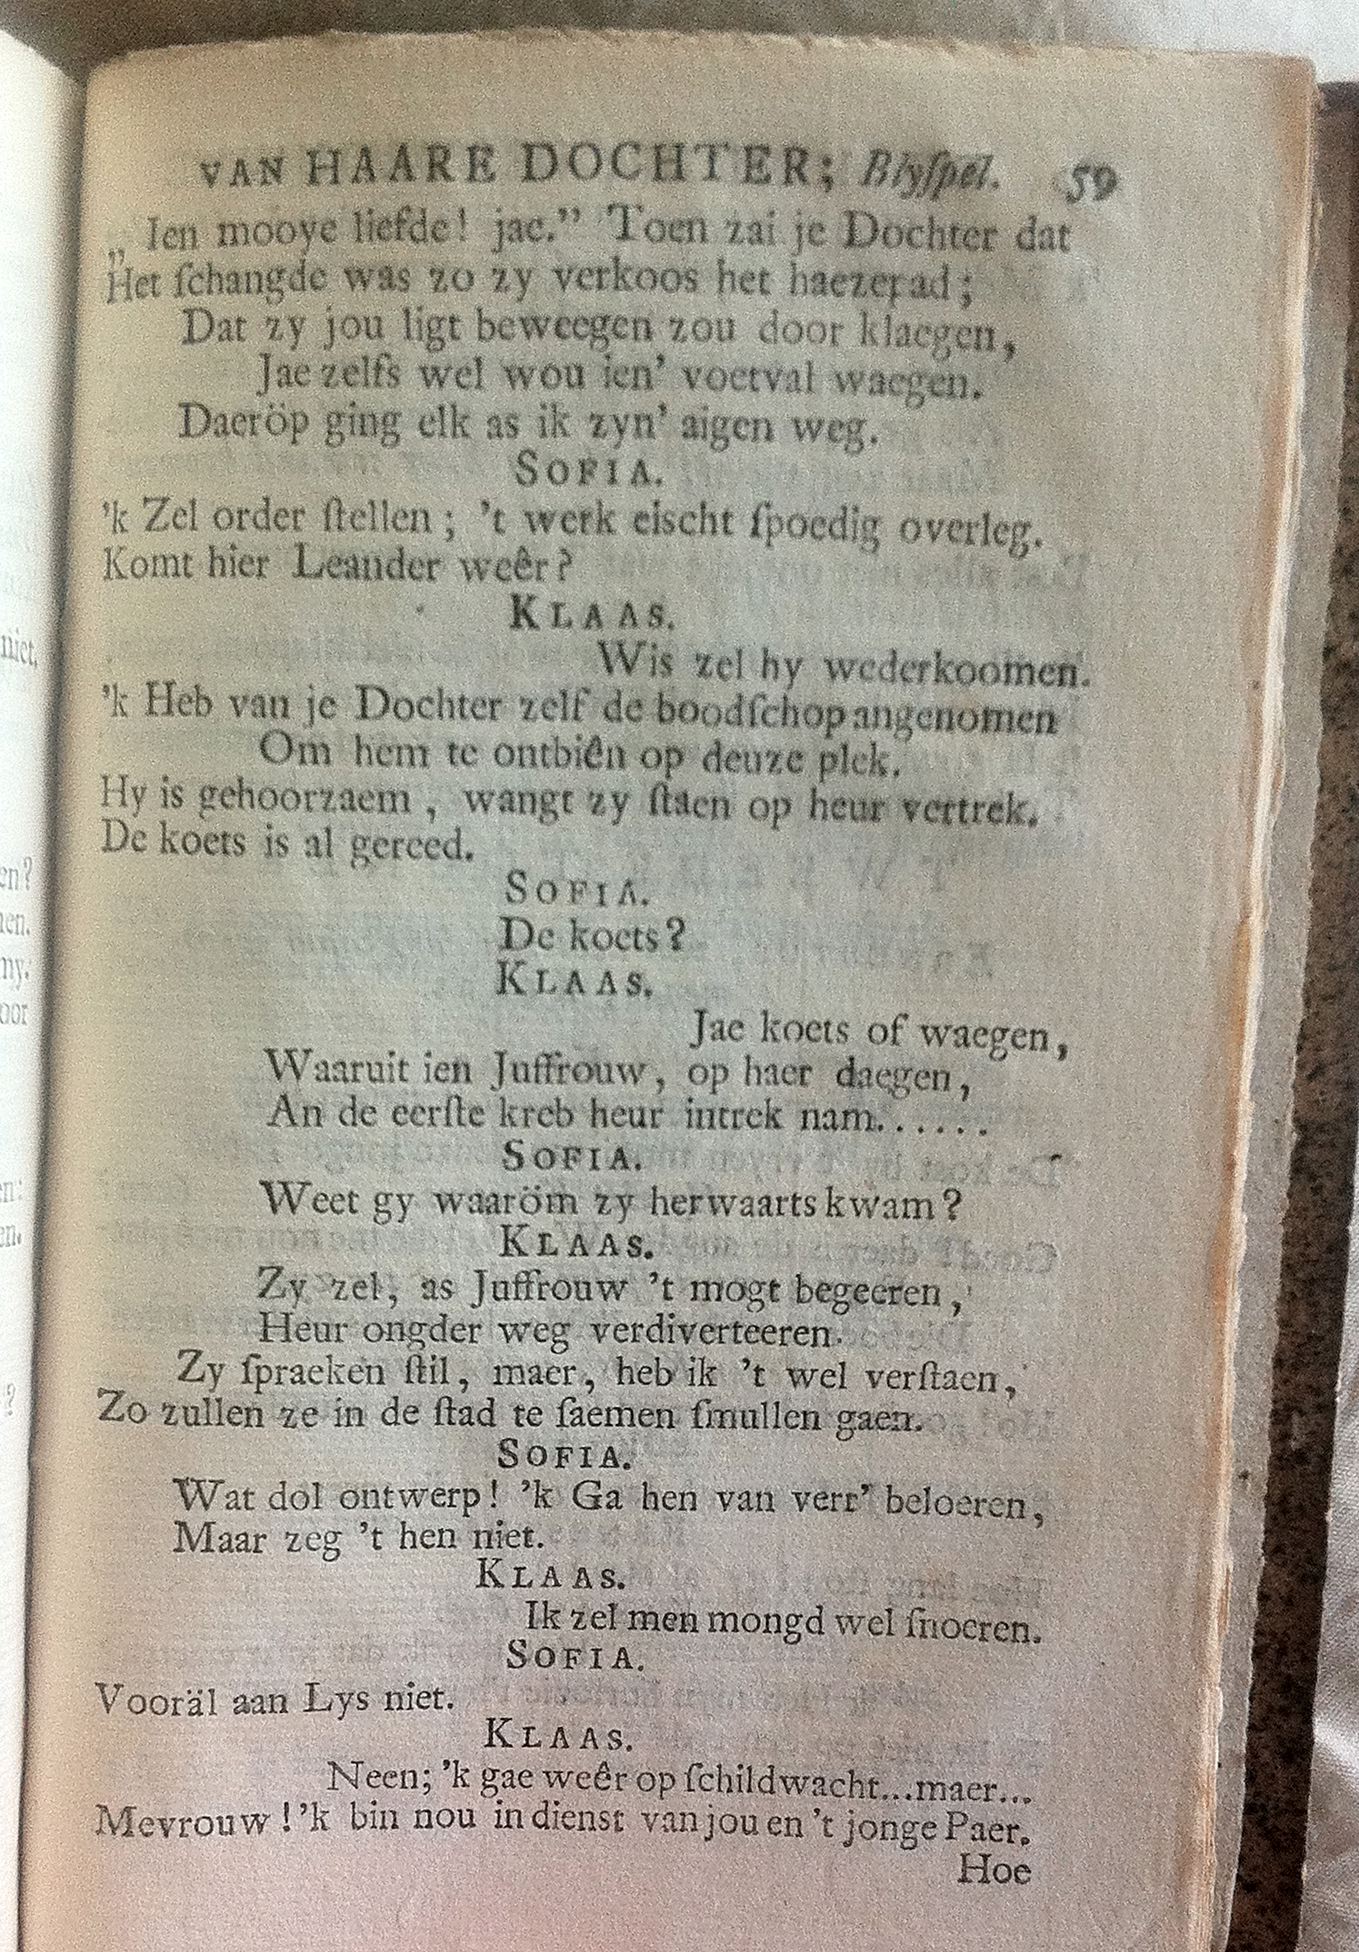 VAN HAARE DOCHTER; Blyſpel. 59
„ Ien mooye liefde! jae.” Toen zai je Dochter dat
Het ſchangde was zo zy verkoos het haezepad;
Dat zy jou ligt beweegen zou door klaegen,
Jae zelfs wel wou ien’ voetval waegen.
Daeröp ging elk as ik zyn’ aigen weg.
SOFIA.
’k Zel order ſtellen; ’t werk eischt ſpoedig overleg.
Komt hier Leander weêr?
KLAAS.
Wis zel hy wederkoomen.
’k Heb van je Dochter zelf de boodſchop angenomen
Om hem te ontbiên op deuze plek.
Hy is gehoorzaem, wangt zy ſtaen op heur vertrek.
De koets is al gereed.
SOFIA.
De koets?
KLAAS.
Jae koets of waegen,
Waaruit ien Juffrouw, op haer daegen,
An de eerſte kreb heur intrek nam......
SOFIA.
Weet gy waaröm zy herwaarts kwam?
KLAAS.
Zy zel, as Juffrouw ’t mogt begeeren,
Heur ongder weg verdiverteeren.
Zy ſpraeken ſtil, maer, heb ik ’t wel verſtaen,
Zo zullen ze in de ſtad te ſaemen ſmullen gaen.
SOFIA.
Wat dol ontwerp! ’k Ga hen van verr’ beloeren,
Maar zeg ’t hen niet.
KLAAS.
Ik zel men mongd wel ſnoeren.
SOFIA.
Vooräl aan Lys niet.
KLAAS.
Neen; ’k gae weêr op ſchildwacht...maer...
Mevrouw! ’k bin nou in dienst van jou en ’t jonge Paer.
Hoe
niet.
en?
nen.
my.
oor
en:
en.
?